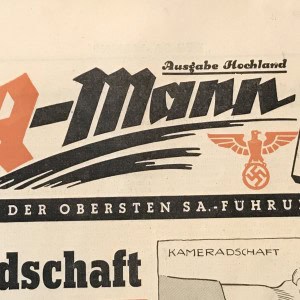 Ausgabe Hochland
A-Mann
DER OBERSTEN SA.-FÜHRU
dschaft
KAMERADSCHAFT